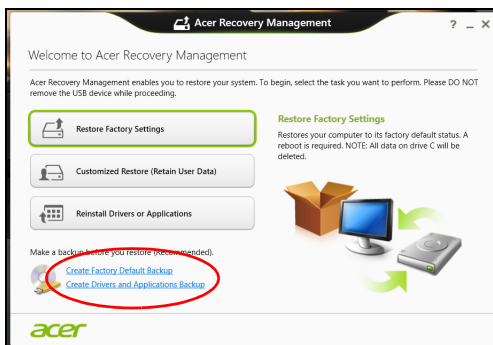 Acer Recovery Management
? _ X
Welcome to Acer Recovery Management
Acer Recovery Management enables you to restore your system. To begin, select the task you want to perform. Please DO NOT
remove the USB device while proceeding.
Restore Factory Settings
Customized Restore (Retain User Data)
Reinstall Drivers or Applications
Restore Factory Settings
Restores your computer to its factory default status. A
reboot is required. NOTE: All data on drive C will be
deleted.
Make a backup before you restore (Recommended).
Create Factory Default Backup
Create Drivers and Applications Backup
acer